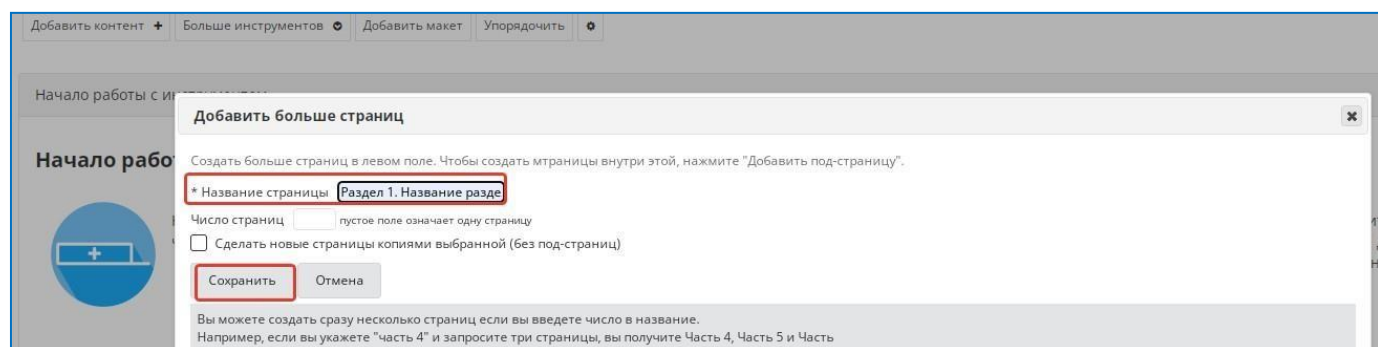 Добавить контент + Больше инструментов Добавить макет Упорядочить
Начало работы с
Добавить больше страниц
Начало
Создать больше страниц в левом поле. Чтобы создать мтраницы внутри этой, нажмите "Добавить под-страницу".
* Название страницы Раздел 1. Название разде
Число страниц пустое поле означает одну страницу
Сделать новые страницы копиями выбранной (без под-страниц)
Сохранить Отмена
Вы можете создать сразу несколько страниц если вы введете число в название.
Например, если вы укажете "часть 4" и запросите три страницы, вы получите Часть 4, Часть 5 и Часть